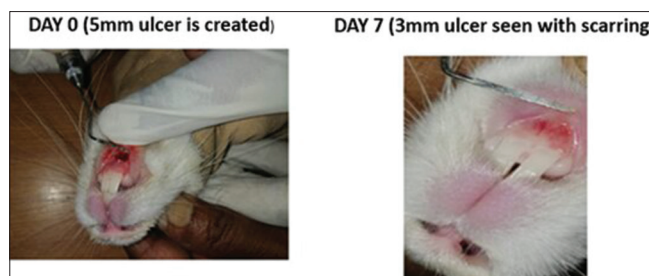 DAY 0 (5mm ulcer is created)
DAY 7 (3mm ulcer seen with scarring